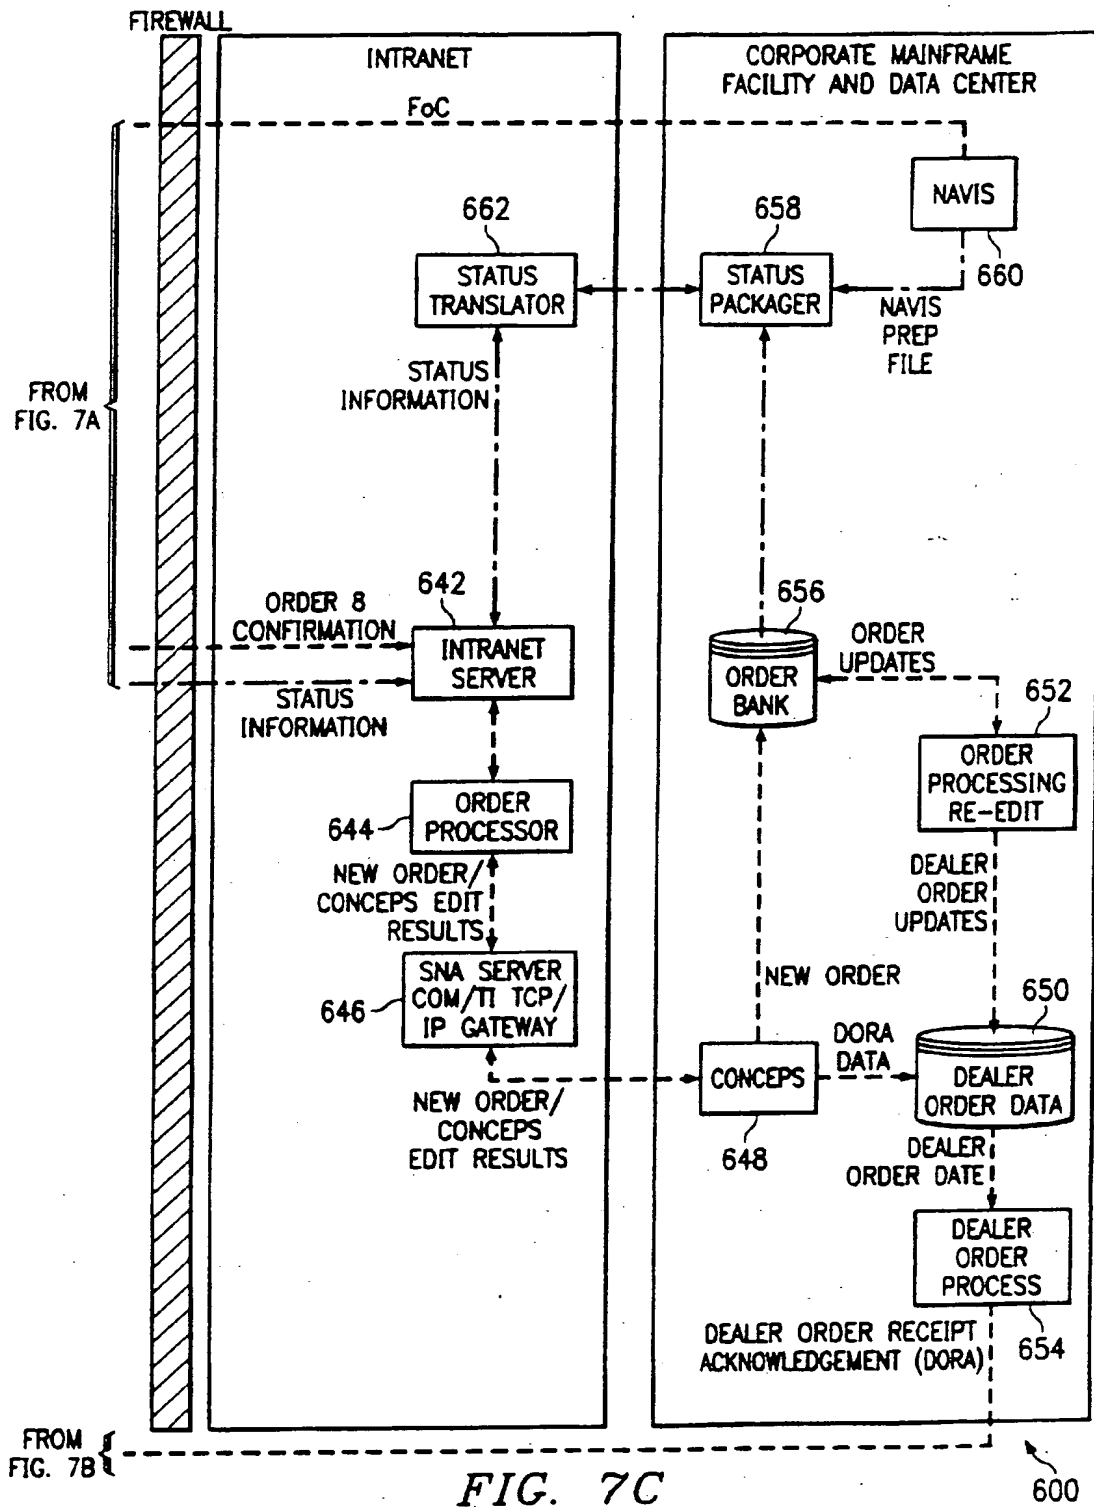 FIREWALL
INTRANET
CORPORATE MAINFRAME
FACILITY AND DATA CENTER
FoC
NAVIS
660
662
STATUS
TRANSLATOR
658
STATUS
PACKAGER
NAVIS
PREP
FILE
STATUS
INFORMATION
FROM
FIG. 7A
ORDER 8
CONFIRMATION
642
INTRANET
SERVER
STATUS
INFORMATION
656
ORDER
BANK
ORDER
UPDATES
652
ORDER
PROCESSING
RE-EDIT
644
ORDER
PROCESSOR
NEW ORDER/
CONCEPS EDIT
RESULTS
DEALER
ORDER
UPDATES
646
SNA SERVER
COM/TI TCP/
IP GATEWAY
NEW ORDER
650
DORA
DATA
CONCEPS
648
DEALER
ORDER DATA
NEW ORDER/
CONCEPS
EDIT RESULTS
DEALER
ORDER DATE
DEALER
ORDER
PROCESS
654
DEALER ORDER RECEIPT
ACKNOWLEDGEMENT (DORA)
FROM
FIG. 7B
FIG. 7C
600